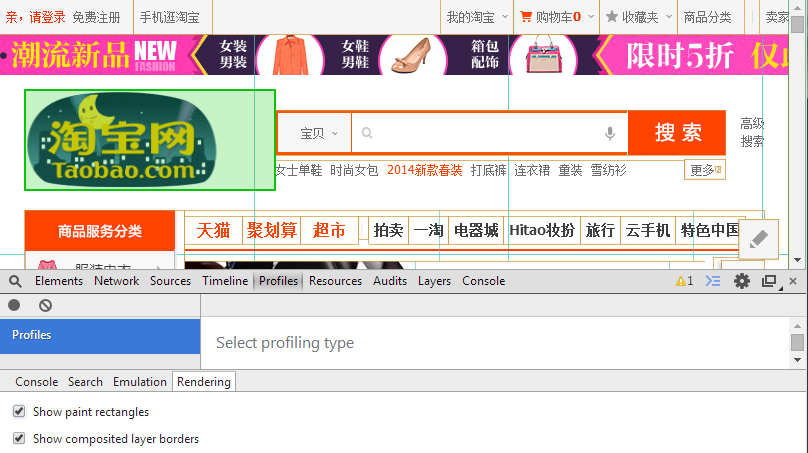 亲，请登录 免费注册 手机逛淘宝 我的淘宝 购物车0 收藏夹 商品分类 卖家
潮流新品 NEW FASHION 女装 男装 女鞋 男鞋 箱包 配饰 限时5折
淘宝网
Taobao.com
宝贝 搜 索 高级
搜索
女士单鞋 时尚女包 2014新款春装 打底裤 连衣裙 童装 雪纺衫 更多
商品服务分类 天猫 聚划算 超市 拍卖 一淘 电器城 Hitao妆扮 旅行 云手机 特色中国
Elements Network Sources Timeline Profiles Resources Audits Layers Console 1
Profiles
Select profiling type
Console Search Emulation Rendering
Show paint rectangles
Show composited layer borders